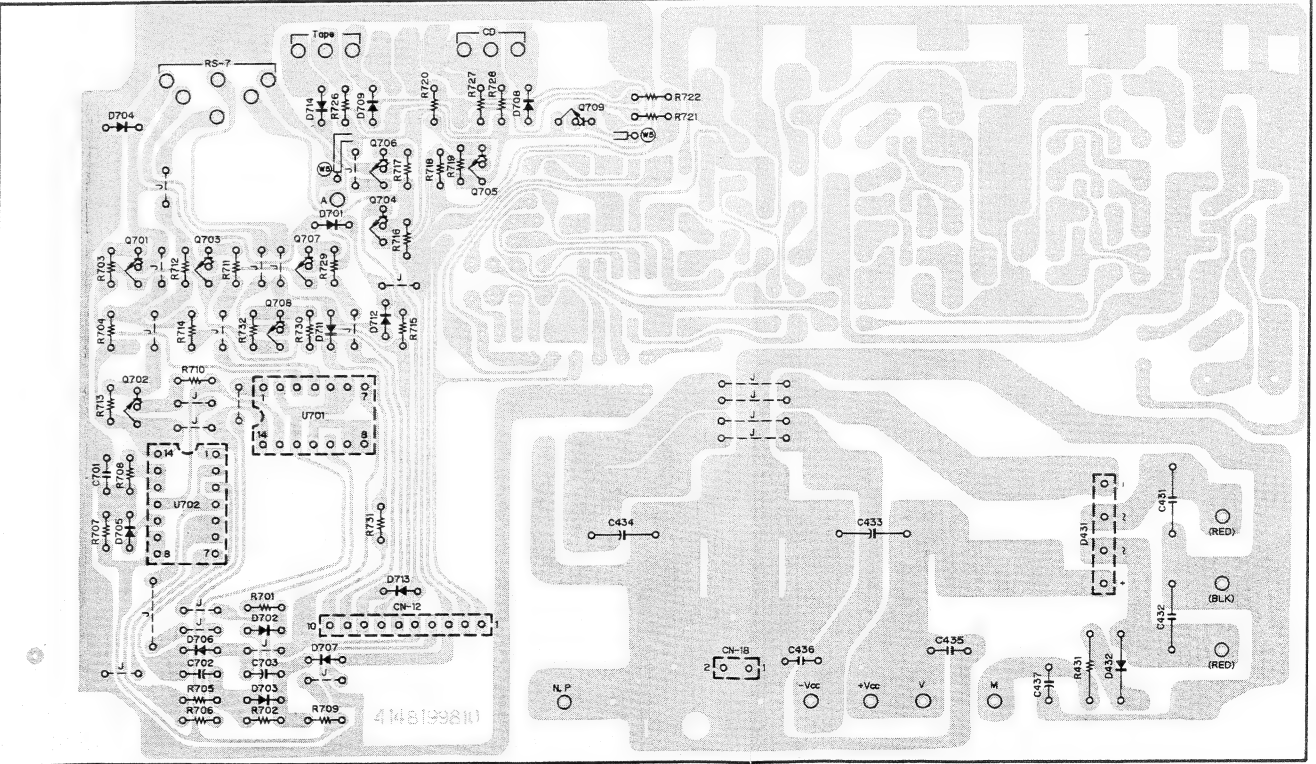 Tape
CD
RS-7
D714
R726
D709
R720
R727
R728
D708
Q709
R722
R721
W5
D704
Q706
W5
R717
R718
R719
Q705
J
J
A
D701
Q704
R716
Q701
Q703
Q707
R703
J
R712
R711
J
J
R729
J
Q708
R704
J
R714
J
R732
R730
D711
J
D712
R715
R710
Q702
R713
J
J
J
1
7
U701
14
8
J
J
J
J
14
1
C701
R708
U702
R707
D705
8
7
R731
C434
C433
D431
-
~
~
+
C431
(RED)
(BLK)
C432
(RED)
D713
R701
CN-12
J
10
1
J
D702
J
D706
J
D707
C702
C703
J
J
R705
D703
R706
R702
R709
4148199810
N.P
CN-18
2
1
C436
C435
-Vcc
+Vcc
V
M
C437
R431
D432